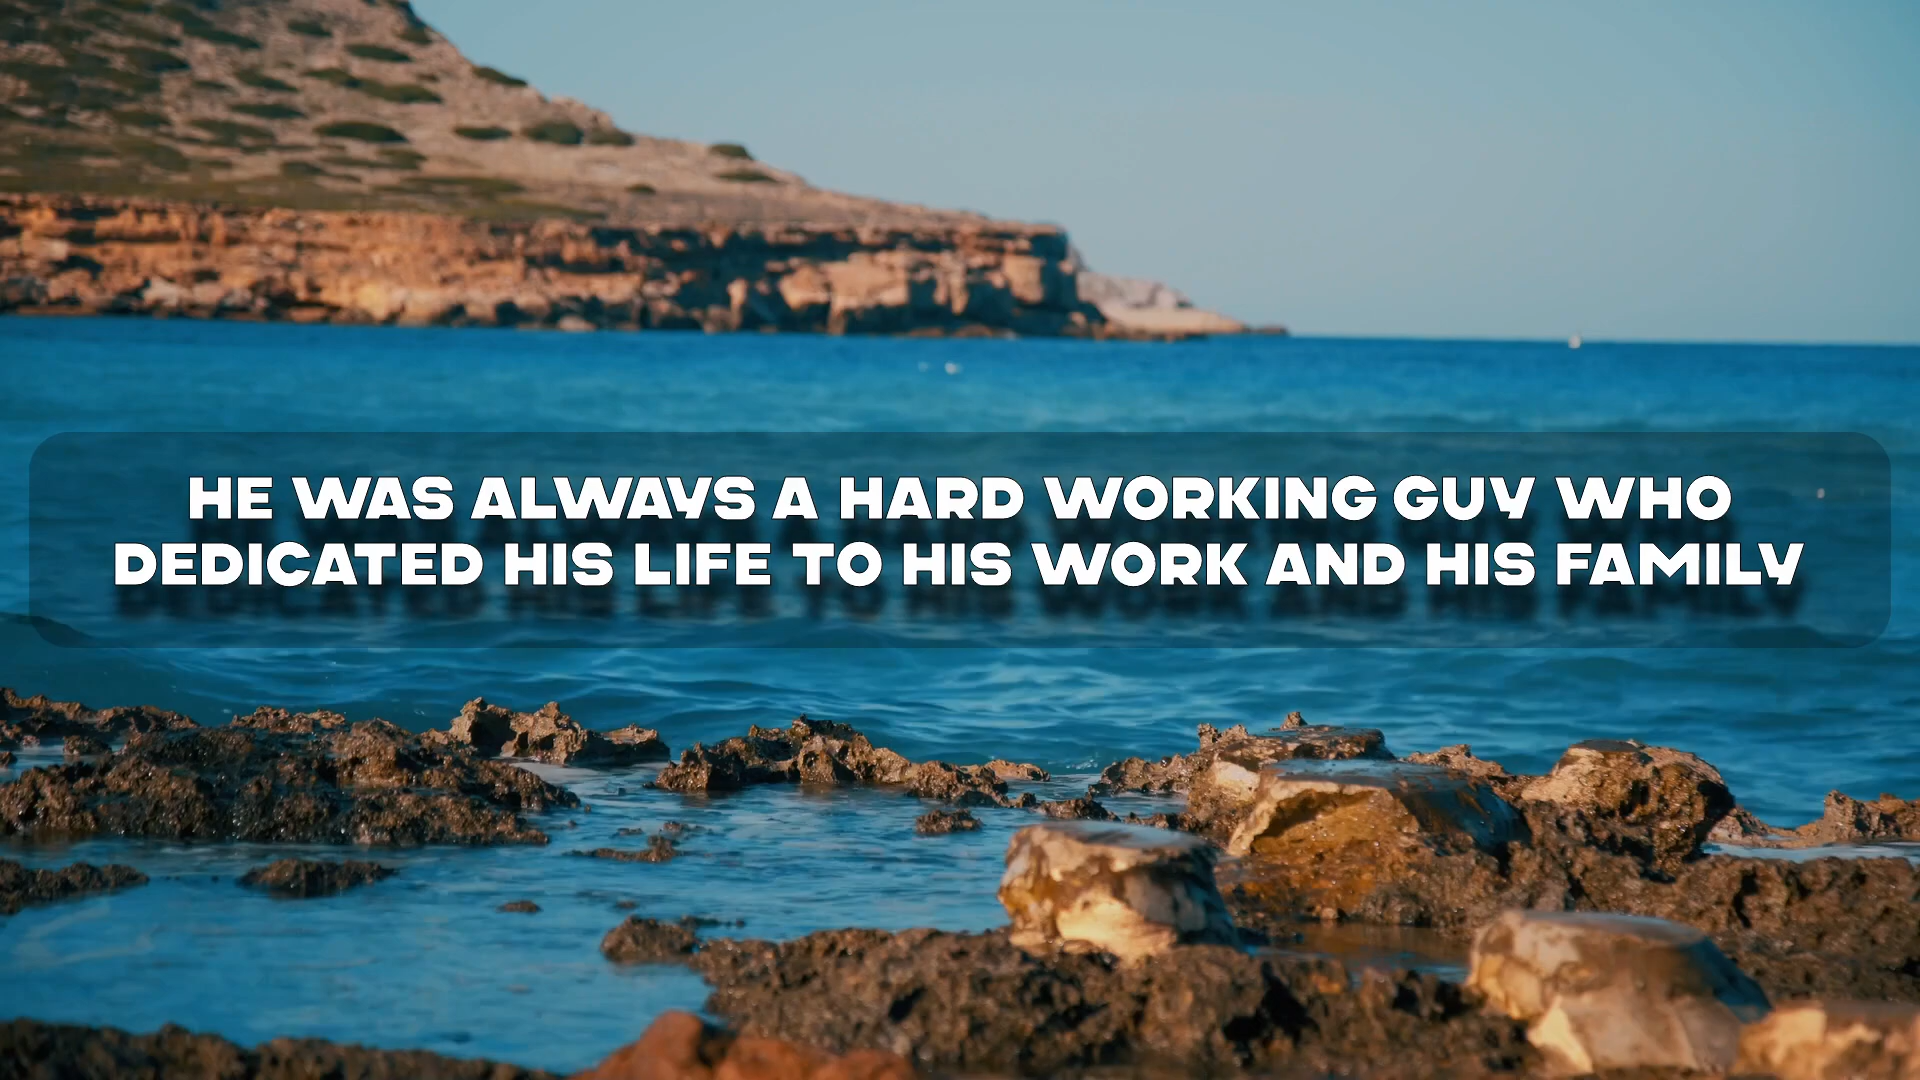 HE WAS ALWAYS A HARD WORKING GUY WHO
DEDICATED HIS LIFE TO HIS WORK AND HIS FAMILY